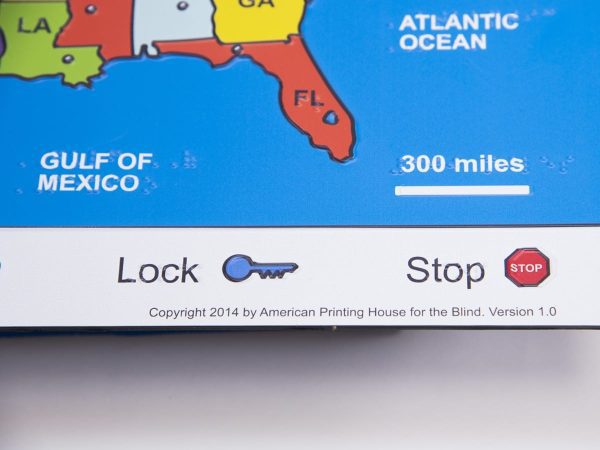 LA
GA
ATLANTIC
OCEAN
FL
GULF OF
MEXICO
300 miles
Lock
Stop
STOP
Copyright 2014 by American Printing House for the Blind. Version 1.0